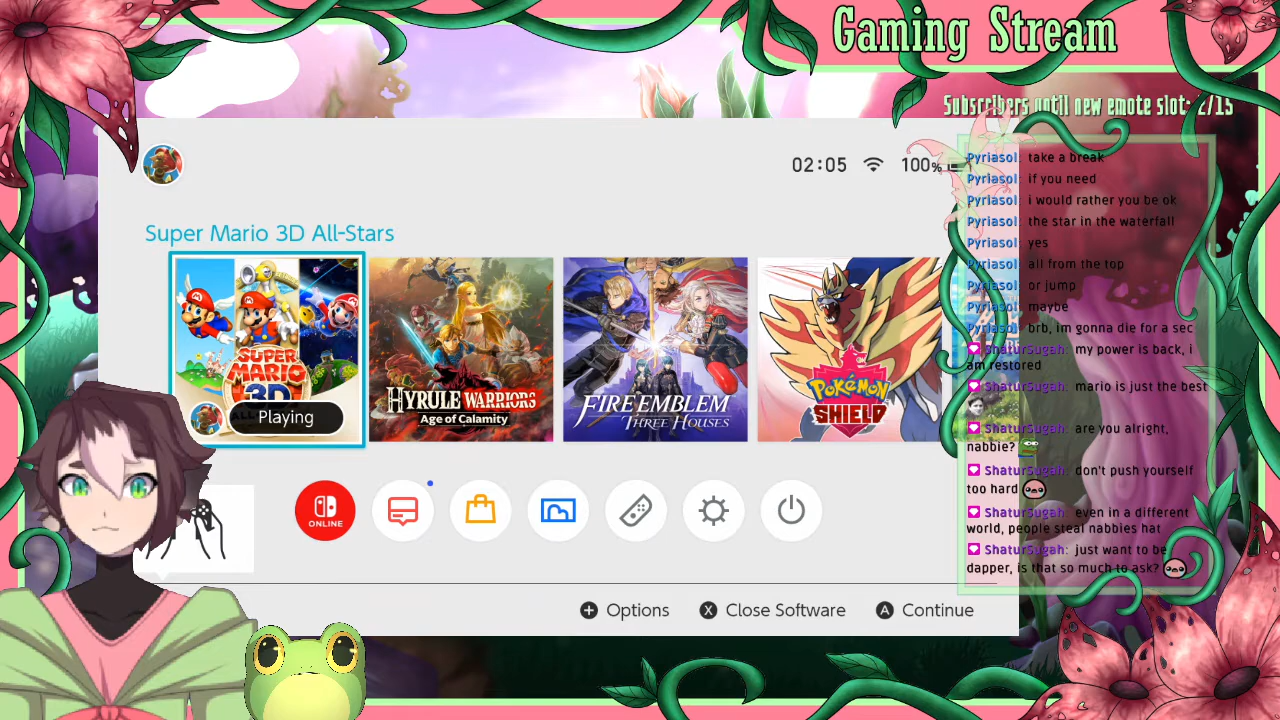 Gaming Stream
Subscribers until new emote slot: 2/15
02:05
100%
Super Mario 3D All-Stars
SUPER
MARIO
3D
Playing
HYRULE WARRIORS
Age of Calamity
FIRE EMBLEM
THREE HOUSES
POKÉMON
SHIELD
Pyriasol: take a break
Pyriasol: if you need
Pyriasol: i would rather you be ok
Pyriasol: the star in the waterfall
Pyriasol: yes
Pyriasol: all from the top
Pyriasol: or jump
Pyriasol: maybe
Pyriasol: brb, im gonna die for a sec
ShaturSugah: my power is back, i
am restored
ShaturSugah: mario is just the best
ShaturSugah: are you alright,
nabbie?
ShaturSugah: don't push yourself
too hard
ShaturSugah: even in a different
world, people steal nabbies hat
ShaturSugah: just want to be
dapper, is that so much to ask?
ONLINE
Options
X Close Software
A Continue